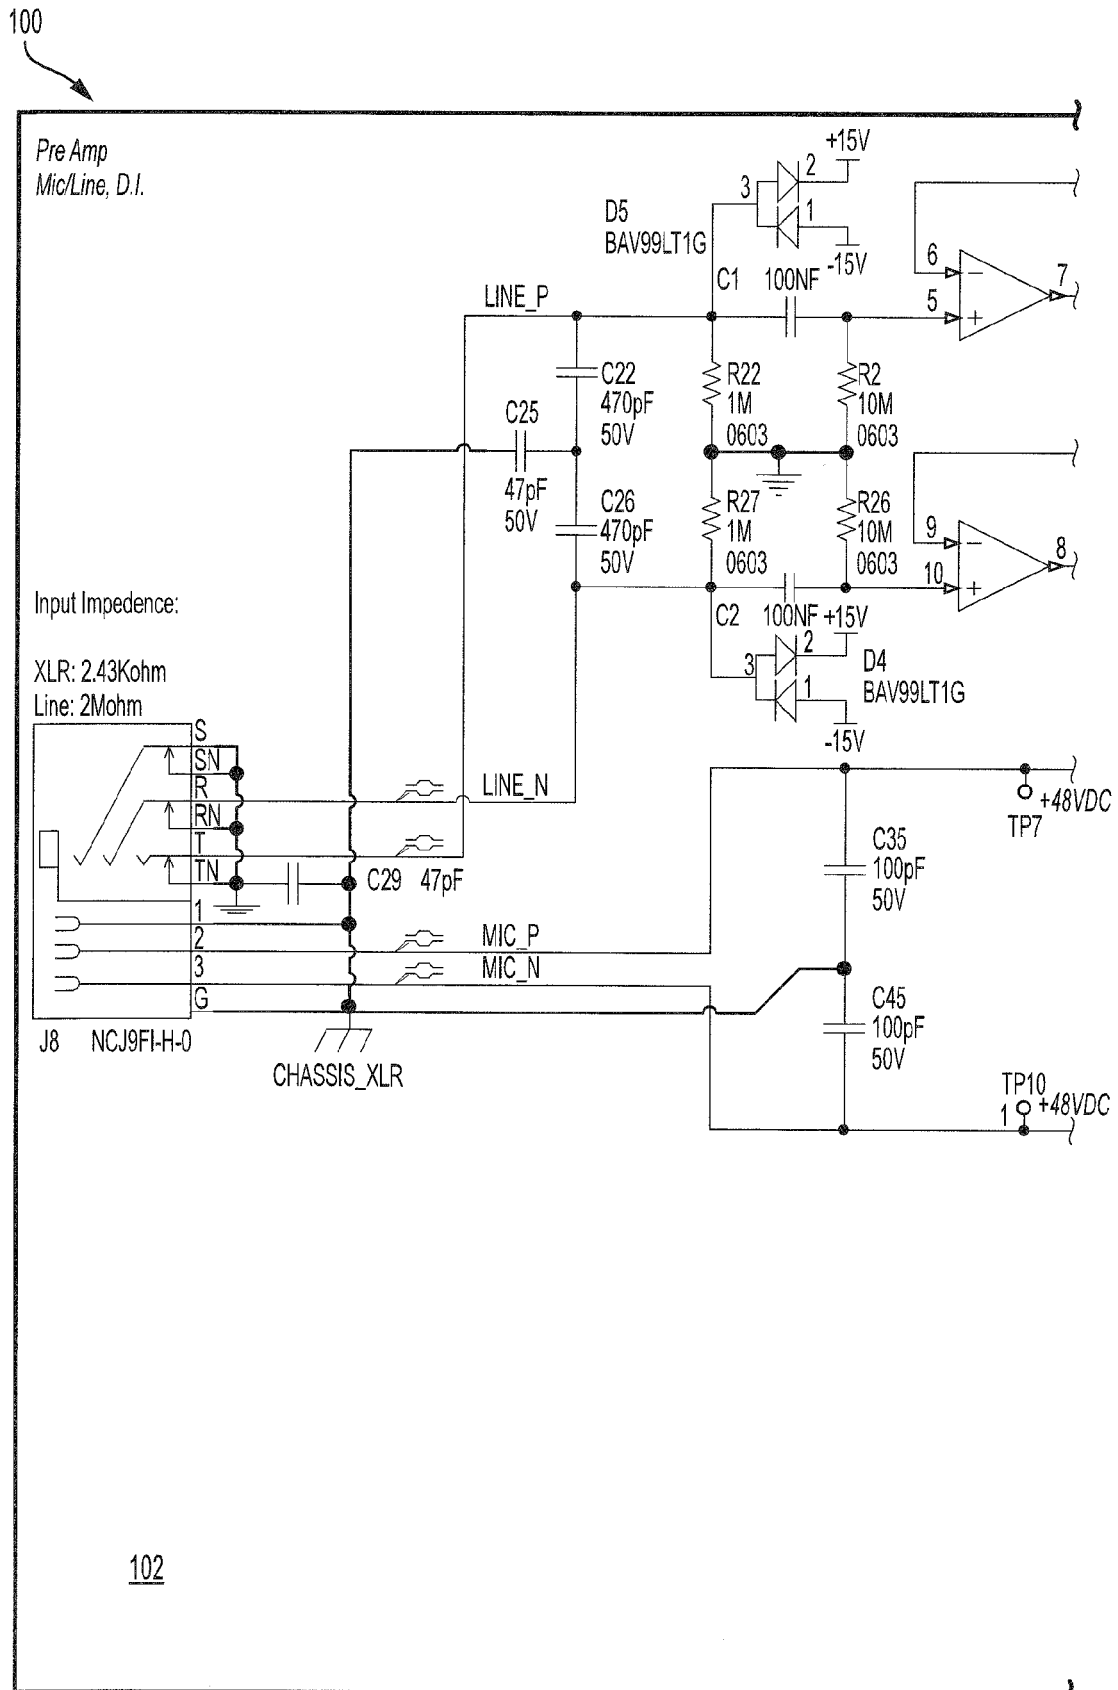 100
Pre Amp
Mic/Line, D.I.
+15V
2
3
1
-15V
D5
BAV99LT1G
C1 100NF
6
5
7
LINE_P
C22
470pF
50V
R22
1M
0603
R2
10M
0603
C25
47pF
50V
C26
470pF
50V
R27
1M
0603
R26
10M
0603
9
10
8
C2 100NF +15V
2
3
1
-15V
D4
BAV99LT1G
Input Impedence:
XLR: 2.43Kohm
Line: 2Mohm
S
SN
R
RN
T
TN
1
2
3
G
LINE_N
C29 47pF
MIC_P
MIC_N
J8 NCJ9FI-H-0
CHASSIS_XLR
+48VDC
TP7
C35
100pF
50V
C45
100pF
50V
TP10
1 +48VDC
102